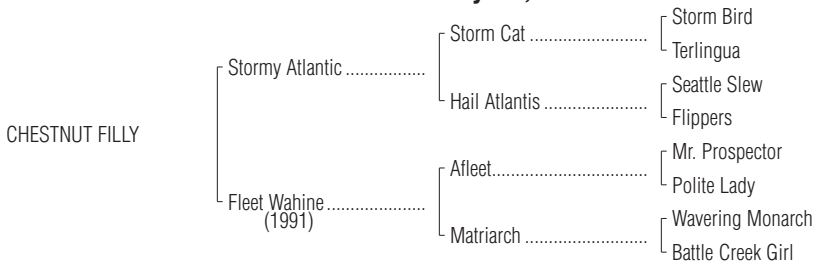 Storm Bird
Storm Cat ..........................
Terlingua
Stormy Atlantic ..................
Seattle Slew
Hail Atlantis .......................
Flippers
CHESTNUT FILLY
Mr. Prospector
Afleet...................................
Polite Lady
Fleet Wahine ......................
(1991)
Wavering Monarch
Matriarch ...........................
Battle Creek Girl